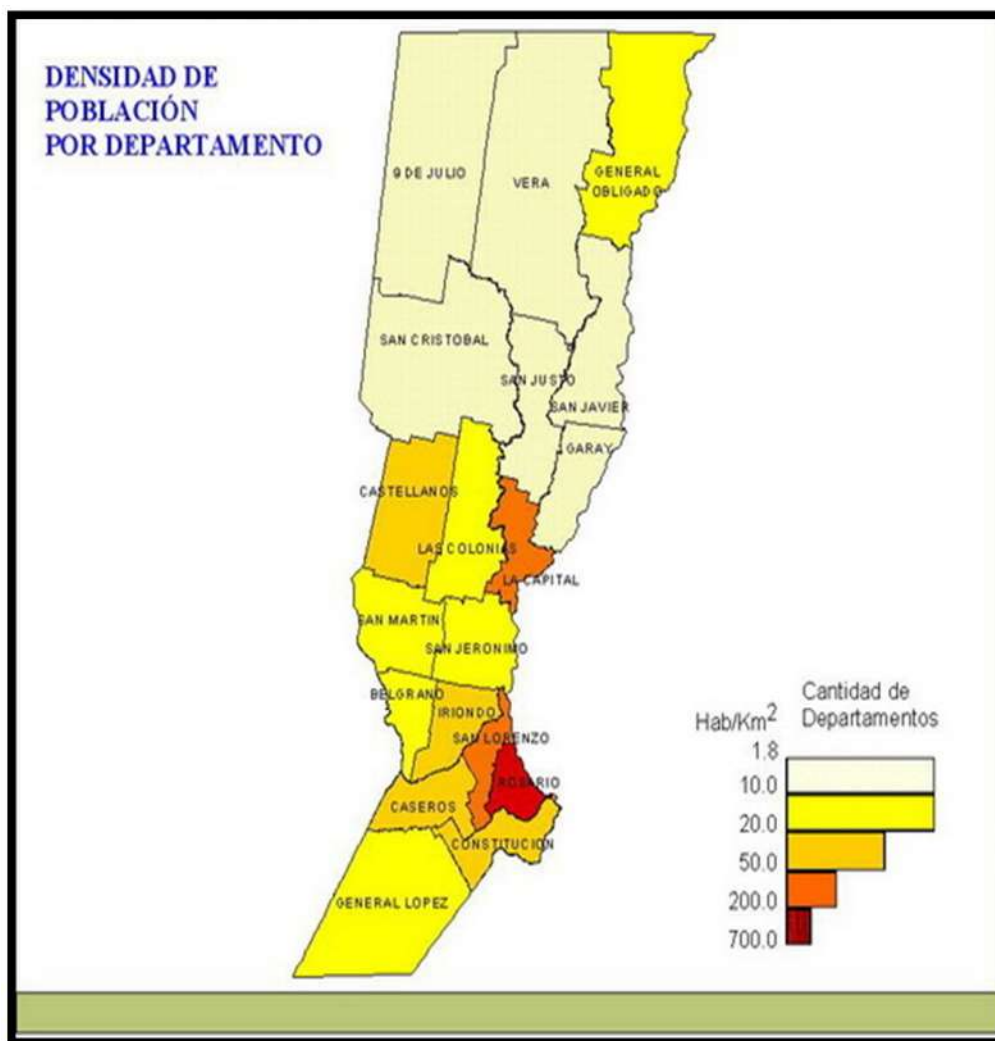 DENSIDAD DE
POBLACIÓN
POR DEPARTAMENTO
9 DE JULIO
VERA
GENERAL
OBLIGADO
SAN CRISTOBAL
SAN JUSTO
SAN JAVIER
GARAY
CASTELLANOS
LAS COLONIAS
LA CAPITAL
SAN MARTIN
SAN JERONIMO
BELGRANO
IRIONDO
SAN LORENZO
ROSARIO
CASEROS
CONSTITUCION
GENERAL LOPEZ
Hab/Km²
Cantidad de
Departamentos
1.8
10.0
20.0
50.0
200.0
700.0